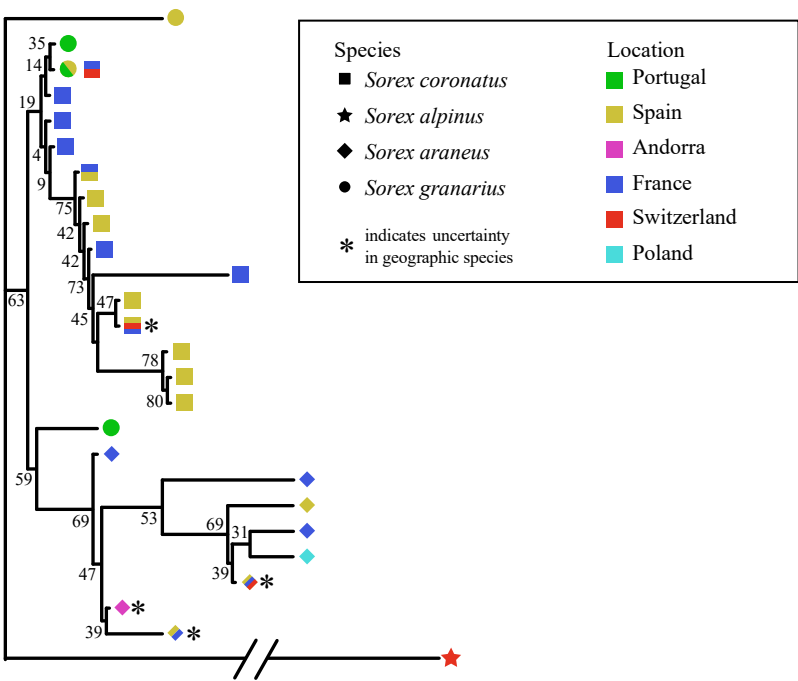 Species
Sorex coronatus
Sorex alpinus
Sorex araneus
Sorex granarius
* indicates uncertainty
in geographic species
Location
Portugal
Spain
Andorra
France
Switzerland
Poland
35
14
19
4
9
75
42
42
73
63
47
45
*
78
80
59
69
53
69
31
47
39
*
*
39
*